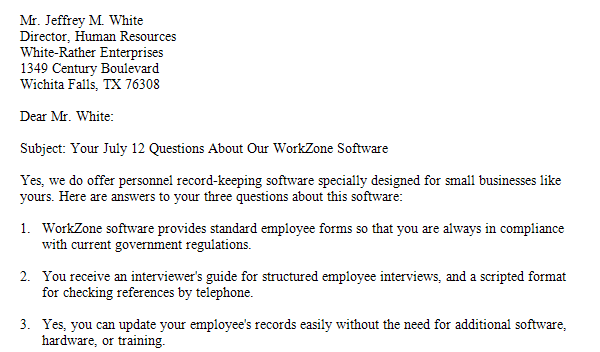 Mr. Jeffrey M. White
Director, Human Resources
White-Rather Enterprises
1349 Century Boulevard
Wichita Falls, TX 76308
Dear Mr. White:
Subject: Your July 12 Questions About Our WorkZone Software
Yes, we do offer personnel record-keeping software specially designed for small businesses like
yours. Here are answers to your three questions about this software:
1. WorkZone software provides standard employee forms so that you are always in compliance
with current government regulations.
2. You receive an interviewer's guide for structured employee interviews, and a scripted format
for checking references by telephone.
3. Yes, you can update your employee's records easily without the need for additional software,
hardware, or training.